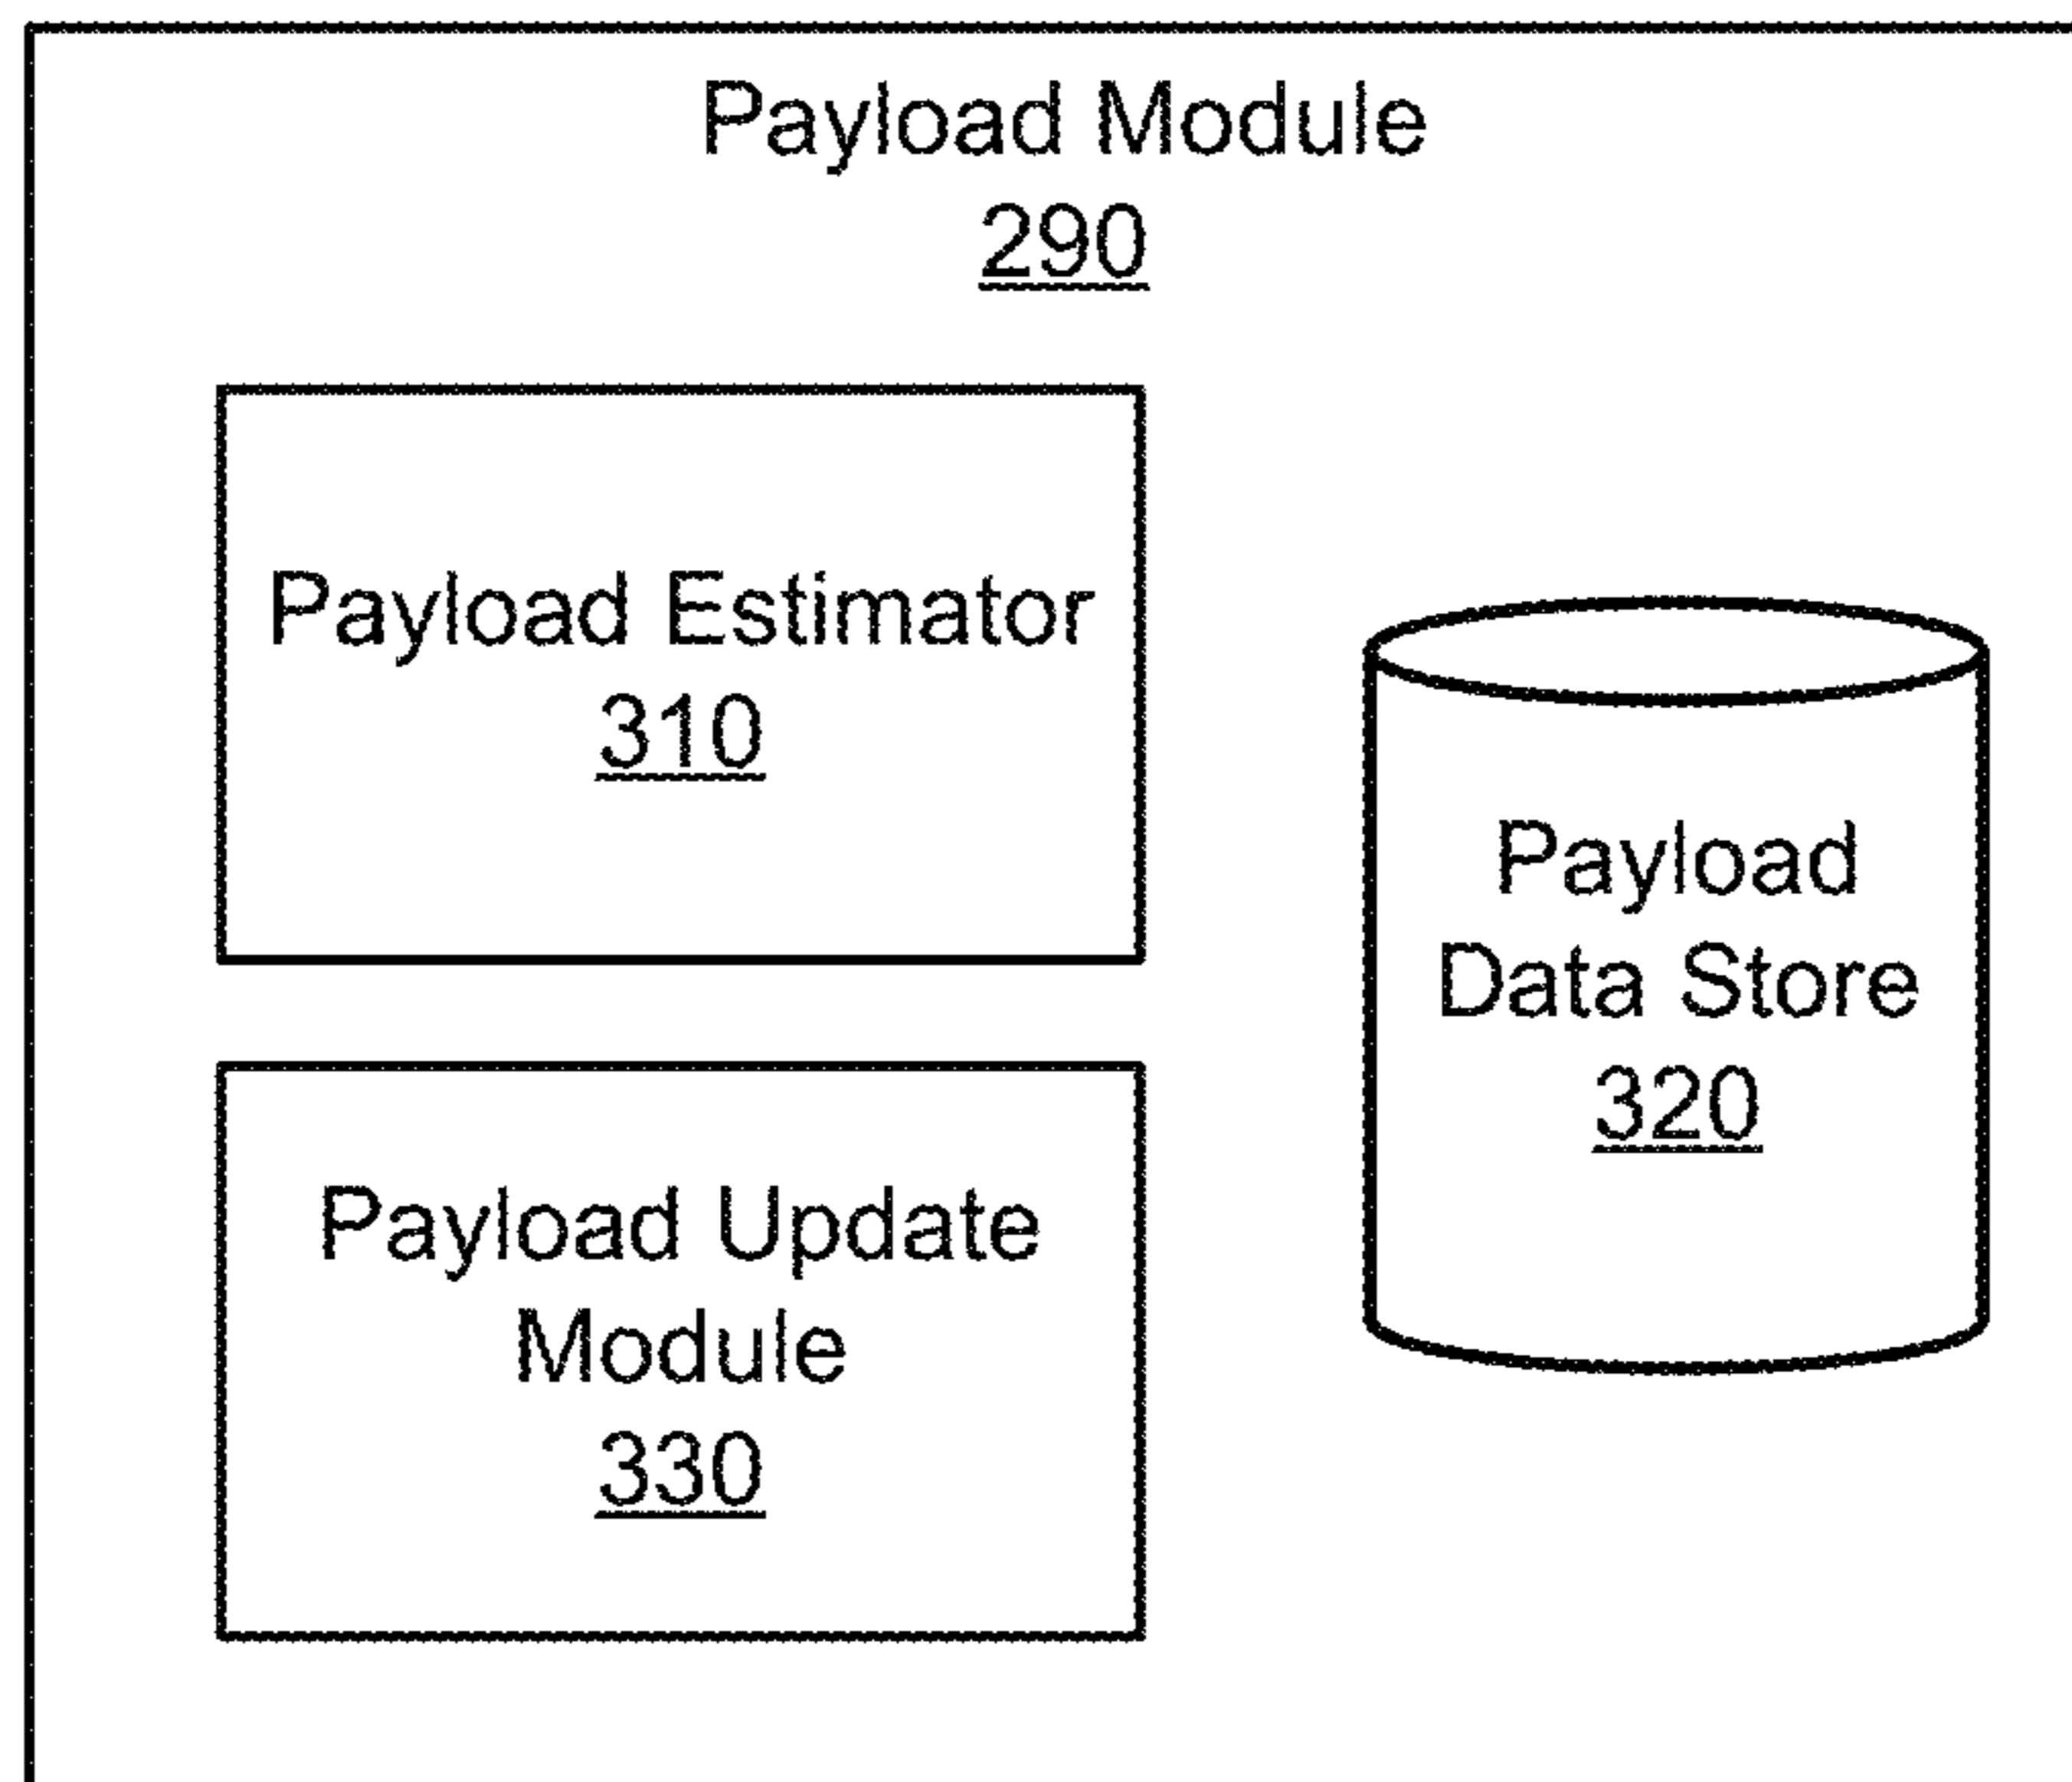 Payload Module
290
Payload Estimator
310
Payload
Data Store
320
Payload Update
Module
330